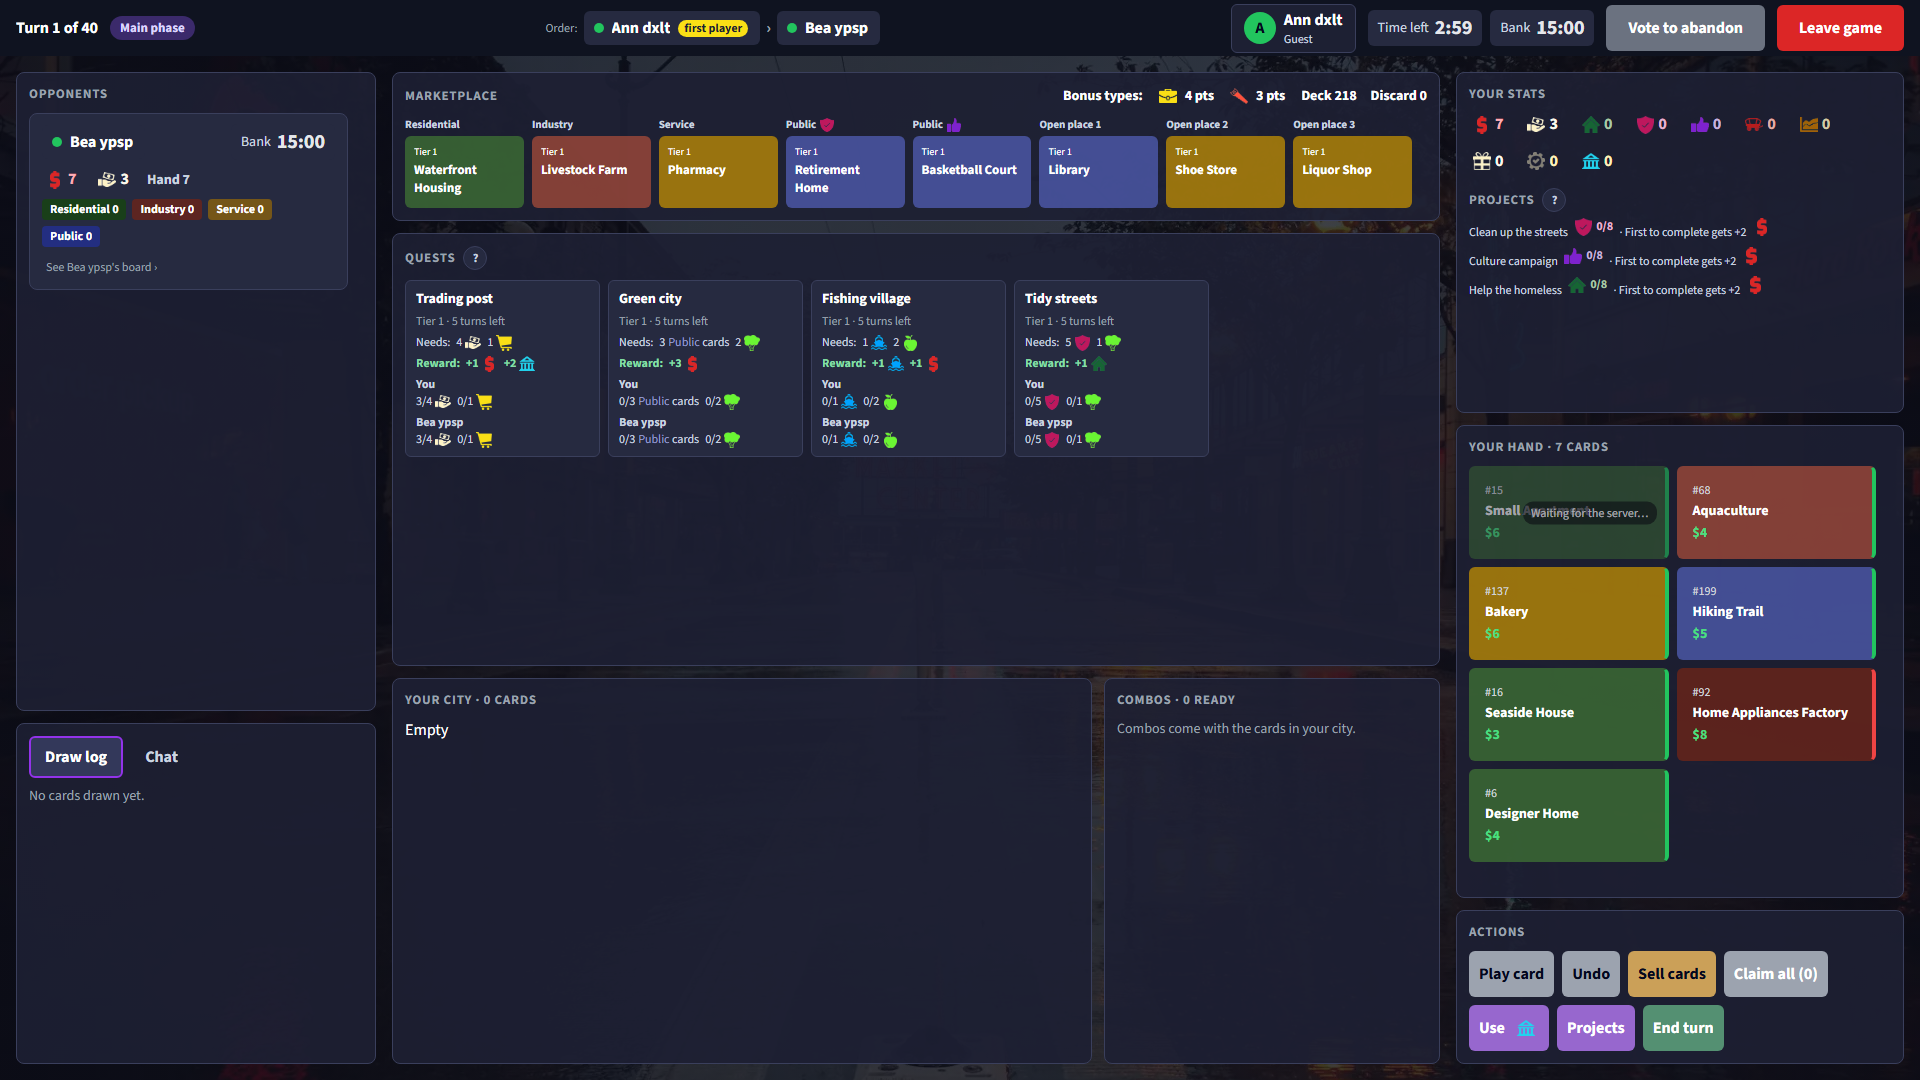 Turn 1 of 40 Main phase
Order: Ann dxlt first player › Bea ypsp
A Ann dxlt Guest
Time left 2:59
Bank 15:00
Vote to abandon
Leave game
OPPONENTS
Bea ypsp Bank 15:00
7 3 Hand 7
Residential 0 Industry 0 Service 0
Public 0
See Bea ypsp's board ›
Draw log Chat
No cards drawn yet.
MARKETPLACE
Bonus types: 4 pts 3 pts Deck 218 Discard 0
Residential Industry Service Public Public Open place 1 Open place 2 Open place 3
Tier 1 Tier 1 Tier 1 Tier 1 Tier 1 Tier 1 Tier 1 Tier 1
Waterfront Housing Livestock Farm Pharmacy Retirement Home Basketball Court Library Shoe Store Liquor Shop
QUESTS ?
Trading post
Tier 1 · 5 turns left
Needs: 4 1
Reward: +1 +2
You
3/4 0/1
Bea ypsp
3/4 0/1
Green city
Tier 1 · 5 turns left
Needs: 3 Public cards 2
Reward: +3
You
0/3 Public cards 0/2
Bea ypsp
0/3 Public cards 0/2
Fishing village
Tier 1 · 5 turns left
Needs: 1 2
Reward: +1 +1
You
0/1 0/2
Bea ypsp
0/1 0/2
Tidy streets
Tier 1 · 5 turns left
Needs: 5 1
Reward: +1
You
0/5 0/1
Bea ypsp
0/5 0/1
YOUR CITY · 0 CARDS
Empty
COMBOS · 0 READY
Combos come with the cards in your city.
YOUR STATS
7 3 0 0 0 0 0
0 0 0
PROJECTS ?
Clean up the streets 0/8 · First to complete gets +2
Culture campaign 0/8 · First to complete gets +2
Help the homeless 0/8 · First to complete gets +2
YOUR HAND · 7 CARDS
#15
Small
Waiting for the server…
$6
#68
Aquaculture
$4
#137
Bakery
$6
#199
Hiking Trail
$5
#16
Seaside House
$3
#92
Home Appliances Factory
$8
#6
Designer Home
$4
ACTIONS
Play card Undo Sell cards Claim all (0)
Use Projects End turn